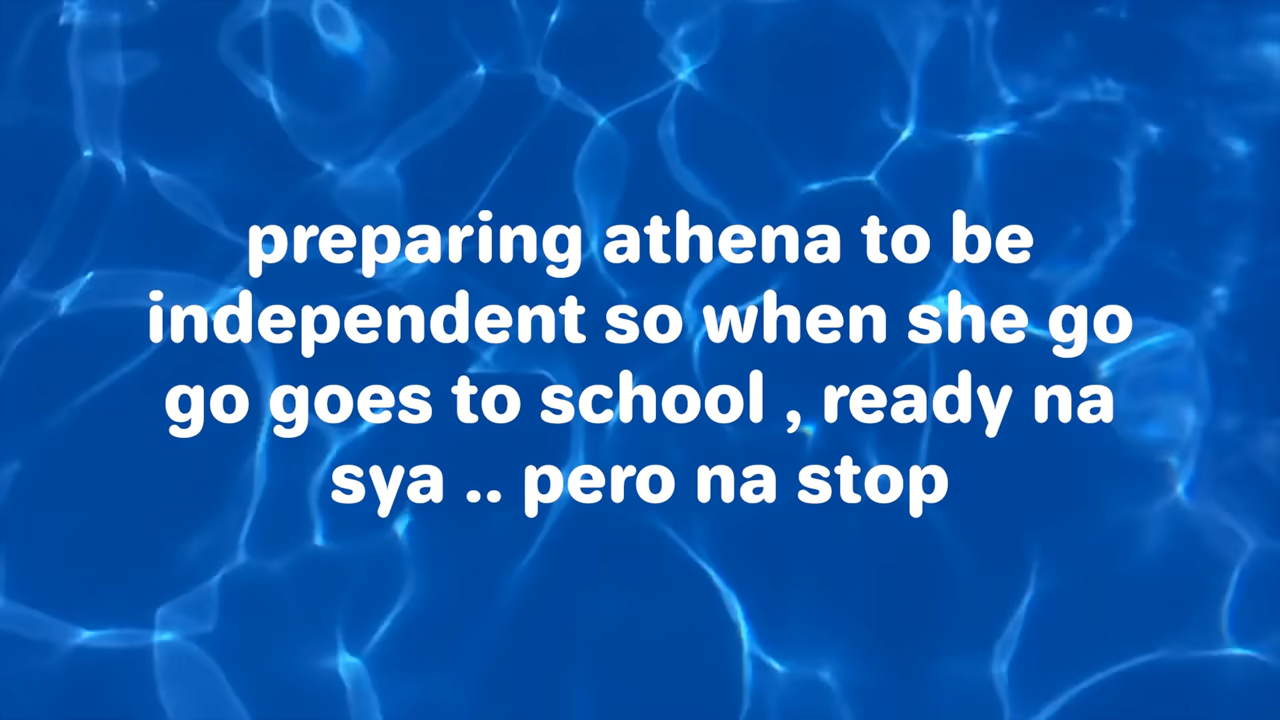 preparing athena to be
independent so when she go
go goes to school , ready na
sya .. pero na stop